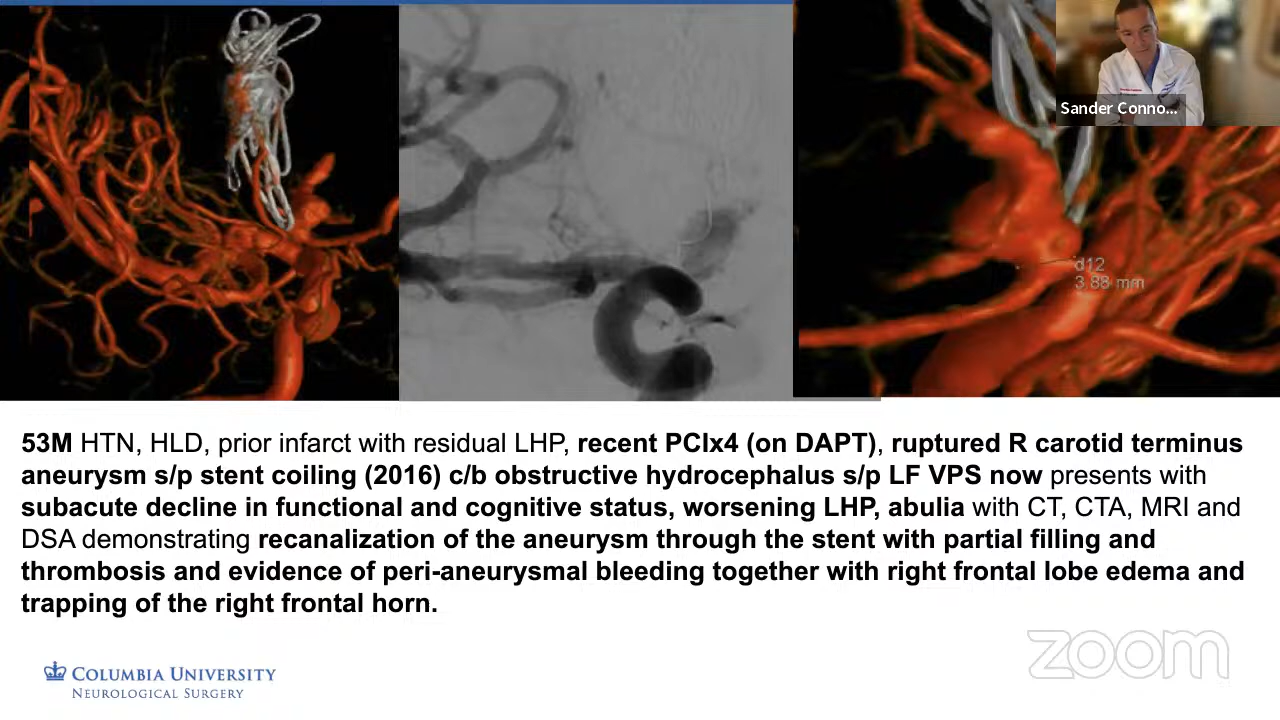 Sander Conno...
d12
3.88 mm
53M HTN, HLD, prior infarct with residual LHP, recent PCIx4 (on DAPT), ruptured R carotid terminus
aneurysm s/p stent coiling (2016) c/b obstructive hydrocephalus s/p LF VPS now presents with
subacute decline in functional and cognitive status, worsening LHP, abulia with CT, CTA, MRI and
DSA demonstrating recanalization of the aneurysm through the stent with partial filling and
thrombosis and evidence of peri-aneurysmal bleeding together with right frontal lobe edema and
trapping of the right frontal horn.
COLUMBIA UNIVERSITY
NEUROLOGICAL SURGERY
zoom